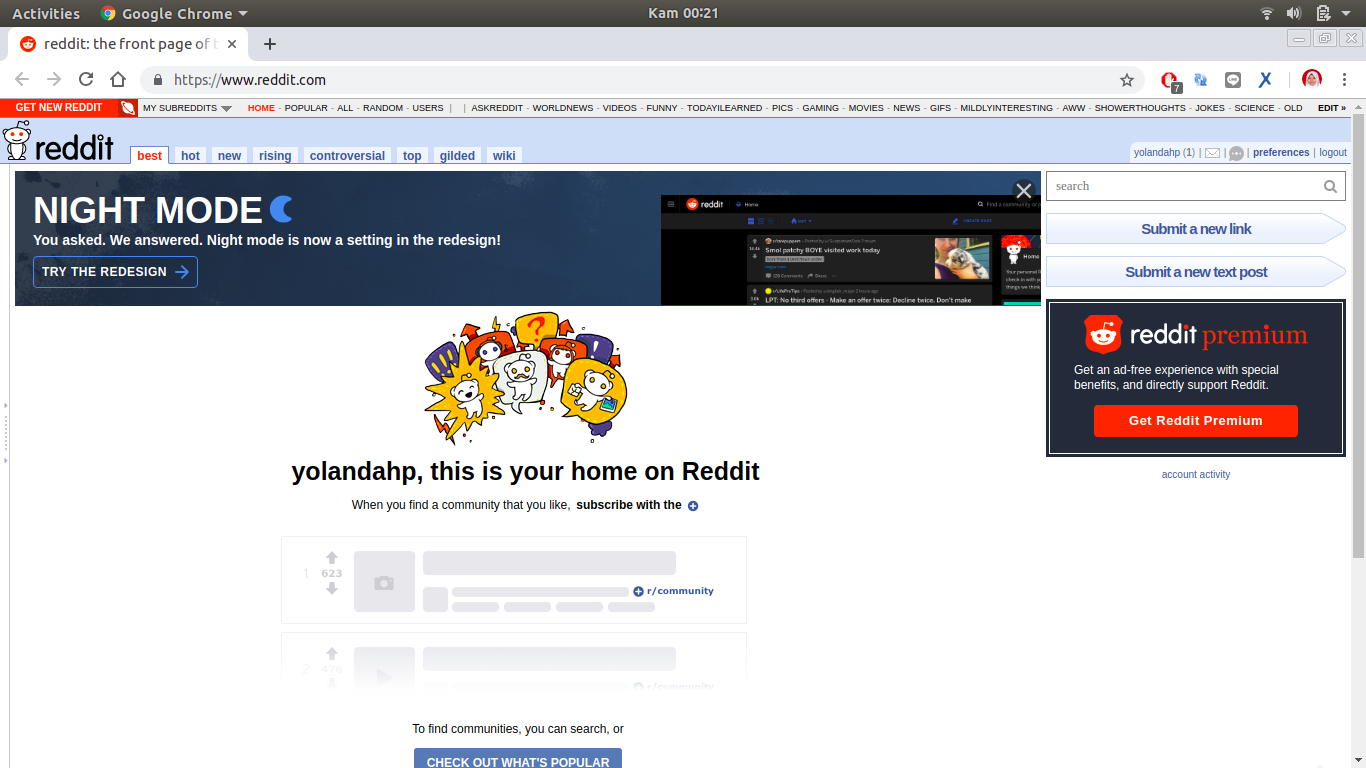 Activities Google Chrome Kam 00:21
reddit: the front page of t
https://www.reddit.com 7
GET NEW REDDIT MY SUBREDDITS HOME - POPULAR - ALL - RANDOM - USERS | | ASKREDDIT - WORLDNEWS - VIDEOS - FUNNY - TODAYILEARNED - PICS - GAMING - MOVIES - NEWS - GIFS - MILDLYINTERESTING - AWW - SHOWERTHOUGHTS - JOKES - SCIENCE - OLD EDIT »
reddit best hot new rising controversial top gilded wiki yolandahp (1) | | | preferences | logout
NIGHT MODE
You asked. We answered. Night mode is now a setting in the redesign!
TRY THE REDESIGN
reddit Home Find a community or p
Smol patchy BOYE visited work today
Home
LPT: No third offers - Make an offer twice: Decline twice. Don't make
search
Submit a new link
Submit a new text post
reddit premium
Get an ad-free experience with special
benefits, and directly support Reddit.
Get Reddit Premium
account activity
? !!! !
yolandahp, this is your home on Reddit
When you find a community that you like, subscribe with the
1 623 r/community
2 476 r/community
To find communities, you can search, or
CHECK OUT WHAT'S POPULAR